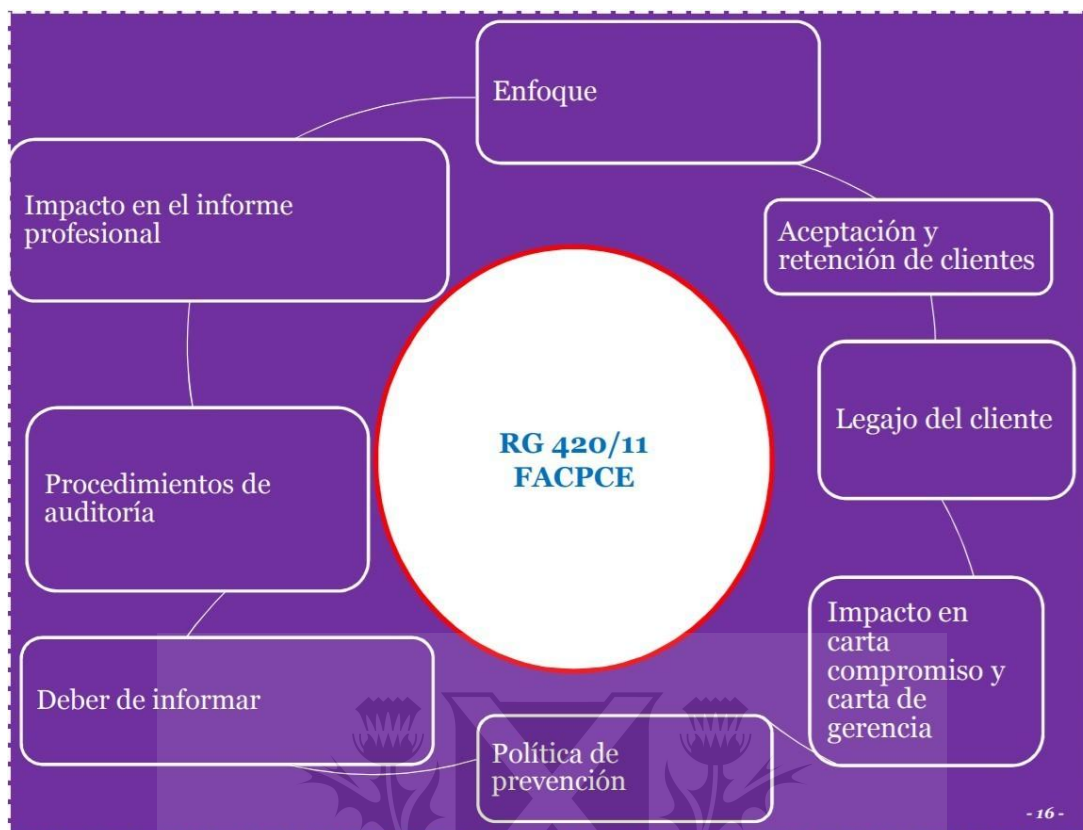 Enfoque
Aceptación y
retención de clientes
Legajo del cliente
Impacto en
carta
compromiso y
carta de
gerencia
Política de
prevención
Deber de informar
Procedimientos de
auditoría
Impacto en el informe
profesional
RG 420/11
FACPCE
- 16 -